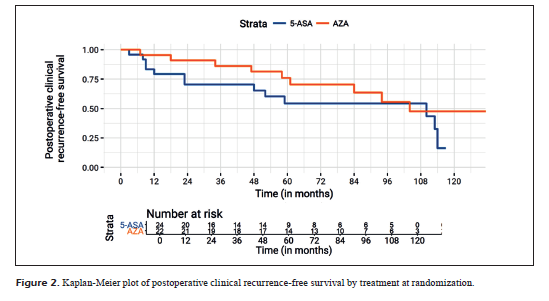 Strata 5-ASA AZA
Postoperative clinical
recurrence-free survival
1.00
0.75
0.50
0.25
0.00
0 12 24 36 48 60 72 84 96 108 120
Time (in months)
Number at risk
Strata
5-ASA 24 20 16 14 14 9 8 5 0
AZA 22 21 19 18 17 14 13 10 7
0 12 24 36 48 60 72 84 96 108 120
Time (in months)
Figure 2. Kaplan-Meier plot of postoperative clinical recurrence-free survival by treatment at randomization.